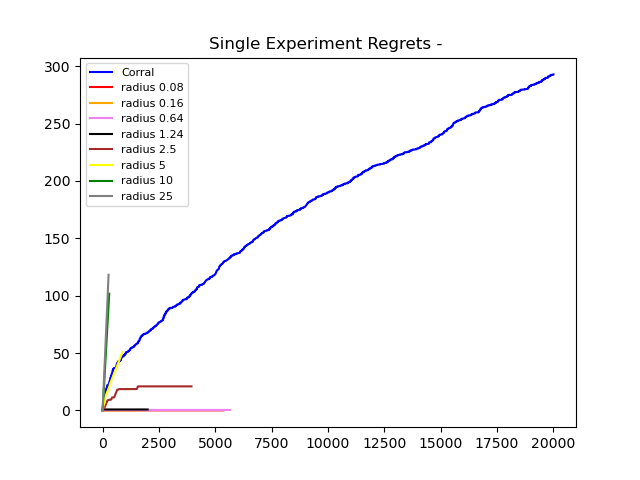 Single Experiment Regrets -
300
250
200
150
100
50
0
Corral
radius 0.08
radius 0.16
radius 0.64
radius 1.24
radius 2.5
radius 5
radius 10
radius 25
0 2500 5000 7500 10000 12500 15000 17500 20000